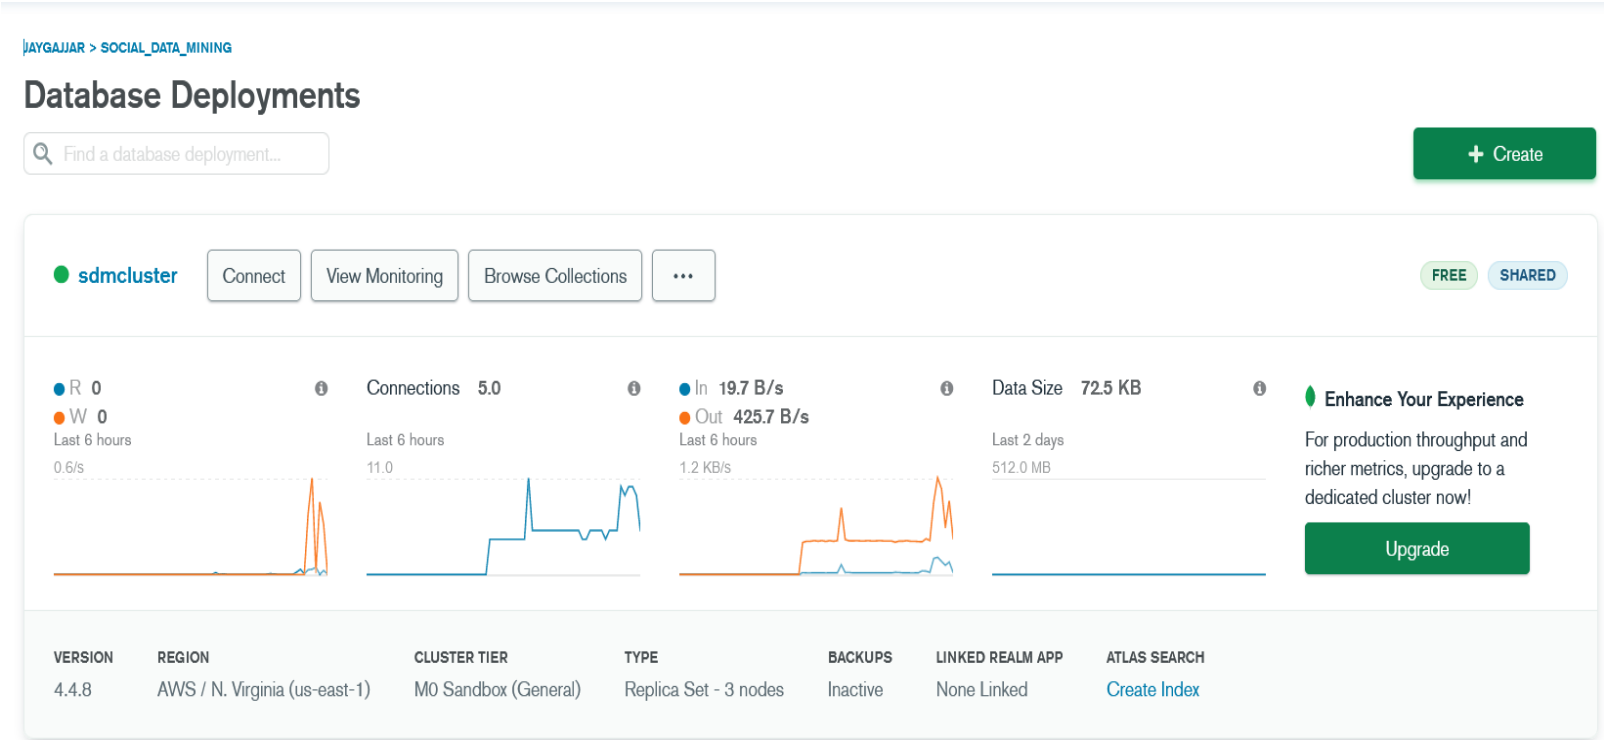 JAYGAJJAR > SOCIAL_DATA_MINING
Database Deployments
Find a database deployment...
+ Create
sdmcluster
Connect
View Monitoring
Browse Collections
...
FREE
SHARED
R 0
W 0
Last 6 hours
0.6/s
Connections 5.0
Last 6 hours
11.0
In 19.7 B/s
Out 425.7 B/s
Last 6 hours
1.2 KB/s
Data Size 72.5 KB
Last 2 days
512.0 MB
Enhance Your Experience
For production throughput and
richer metrics, upgrade to a
dedicated cluster now!
Upgrade
VERSION
4.4.8
REGION
AWS / N. Virginia (us-east-1)
CLUSTER TIER
M0 Sandbox (General)
TYPE
Replica Set - 3 nodes
BACKUPS
Inactive
LINKED REALM APP
None Linked
ATLAS SEARCH
Create Index